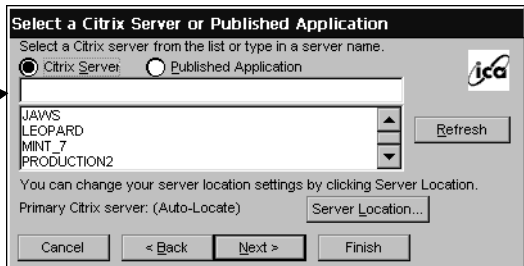 Select a Citrix Server or Published Application
Select a Citrix server from the list or type in a server name.
Citrix Server Published Application
ica
JAWS
LEOPARD
MINT_7
PRODUCTION2
Refresh
You can change your server location settings by clicking Server Location.
Primary Citrix server: (Auto-Locate) Server Location...
Cancel < Back Next > Finish